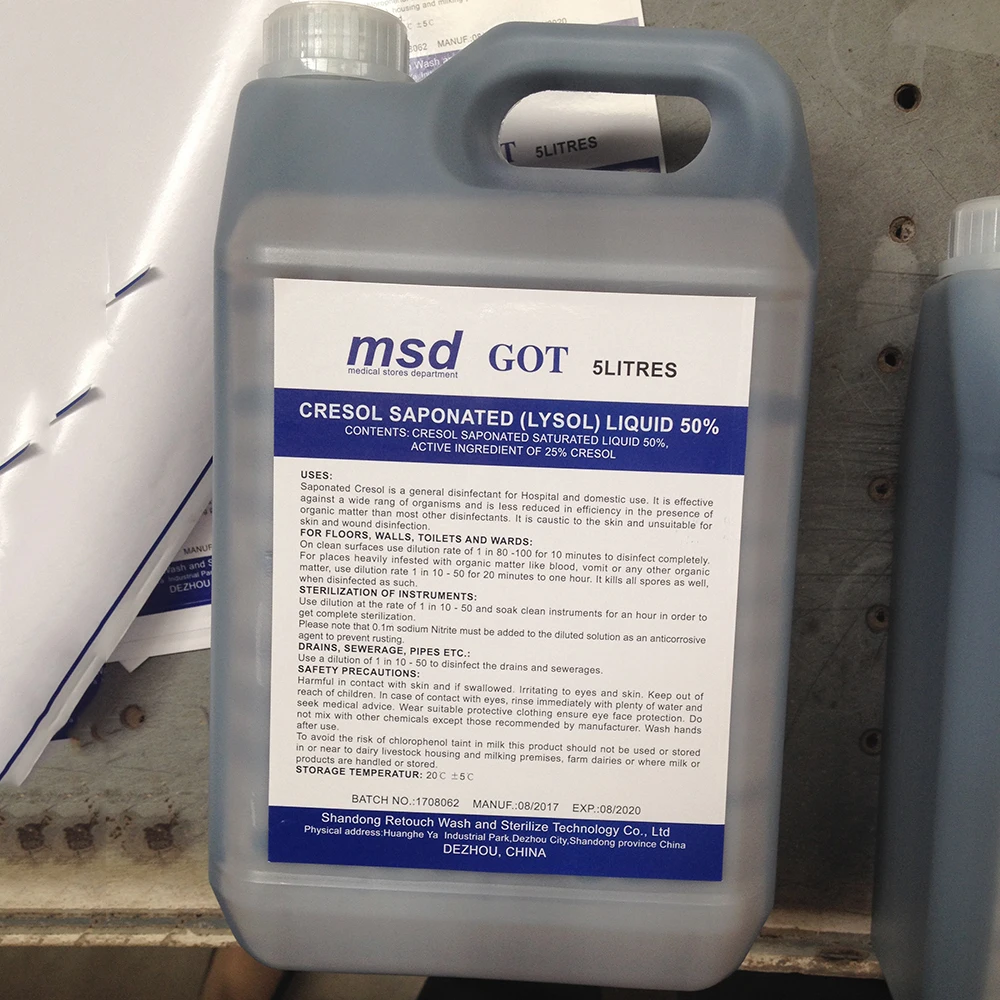 housing and milking
°C ±5°C
8062 MANUF.:08
2020
Wash
T 5LITRES
msd GOT 5LITRES
medical stores department
CRESOL SAPONATED (LYSOL) LIQUID 50%
CONTENTS: CRESOL SAPONATED SATURATED LIQUID 50%,
ACTIVE INGREDIENT OF 25% CRESOL
USES:
Saponated Cresol is a general disinfectant for Hospital and domestic use. It is effective
against a wide rang of organisms and is less reduced in efficiency in the presence of
organic matter than most other disinfectants. It is caustic to the skin and unsuitable for
skin and wound disinfection.
FOR FLOORS, WALLS, TOILETS AND WARDS:
On clean surfaces use dilution rate of 1 in 80 -100 for 10 minutes to disinfect completely.
For places heavily infested with organic matter like blood, vomit or any other organic
matter, use dilution rate 1 in 10 - 50 for 20 minutes to one hour. It kills all spores as well,
when disinfected as such.
STERILIZATION OF INSTRUMENTS:
Use dilution at the rate of 1 in 10 - 50 and soak clean instruments for an hour in order to
get complete sterilization.
Please note that 0.1m sodium Nitrite must be added to the diluted solution as an anticorrosive
agent to prevent rusting.
DRAINS, SEWERAGE, PIPES ETC.:
Use a dilution of 1 in 10 - 50 to disinfect the drains and sewerages.
SAFETY PRECAUTIONS:
Harmful in contact with skin and if swallowed. Irritating to eyes and skin. Keep out of
reach of children. In case of contact with eyes, rinse immediately with plenty of water and
seek medical advice. Wear suitable protective clothing ensure eye face protection. Do
not mix with other chemicals except those recommended by manufacturer. Wash hands
after use.
To avoid the risk of chlorophenol taint in milk this product should not be used or stored
in or near to dairy livestock housing and milking premises, farm dairies or where milk or
products are handled or stored.
STORAGE TEMPERATUR: 20℃ ±5℃
BATCH NO.:1708062 MANUF.:08/2017 EXP.:08/2020
Shandong Retouch Wash and Sterilize Technology Co., Ltd
Physical address:Huanghe Ya Industrial Park,Dezhou City,Shandong province China
DEZHOU, CHINA
MANUF
Wash and S
Industrial Par
DEZHOU